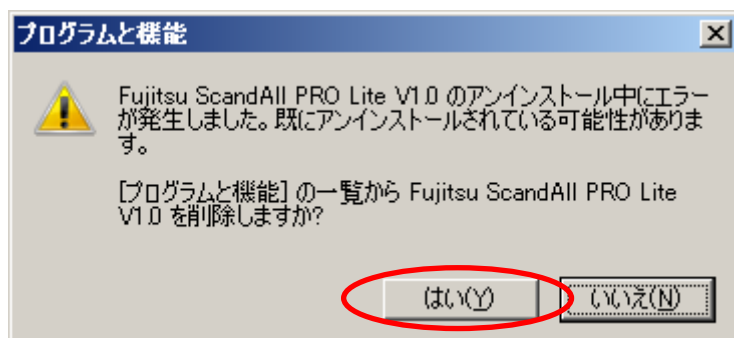 プログラムと機能
Fujitsu ScandAll PRO Lite V1.0 のアンインストール中にエラー
が発生しました。既にアンインストールされている可能性がありま
す。
[プログラムと機能] の一覧から Fujitsu ScandAll PRO Lite
V1.0 を削除しますか?
はい(Y) いいえ(N)